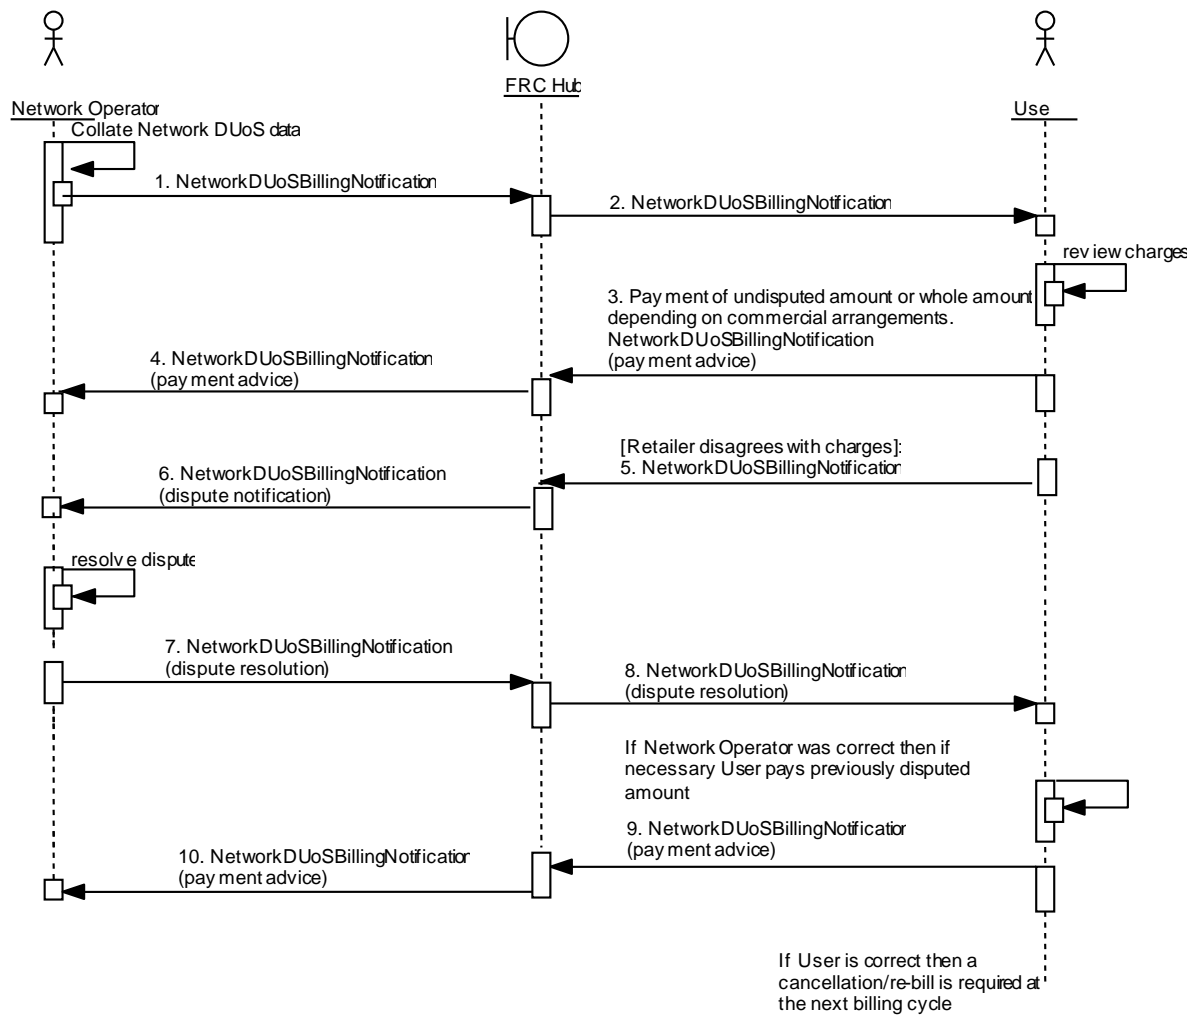 FRC Hub
Network Operator
Use
Collate Network DUoS data
1. NetworkDUoSBillingNotification
2. NetworkDUoSBillingNotification
review charges
3. Payment of undisputed amount or whole amount
depending on commercial arrangements.
NetworkDUoSBillingNotification
(payment advice)
4. NetworkDUoSBillingNotification
(payment advice)
[Retailer disagrees with charges]:
5. NetworkDUoSBillingNotification
6. NetworkDUoSBillingNotification
(dispute notification)
resolve dispute
7. NetworkDUoSBillingNotification
(dispute resolution)
8. NetworkDUoSBillingNotification
(dispute resolution)
If Network Operator was correct then if
necessary User pays previously disputed
amount
9. NetworkDUoSBillingNotification
(payment advice)
10. NetworkDUoSBillingNotification
(payment advice)
If User is correct then a
cancellation/re-bill is required at
the next billing cycle